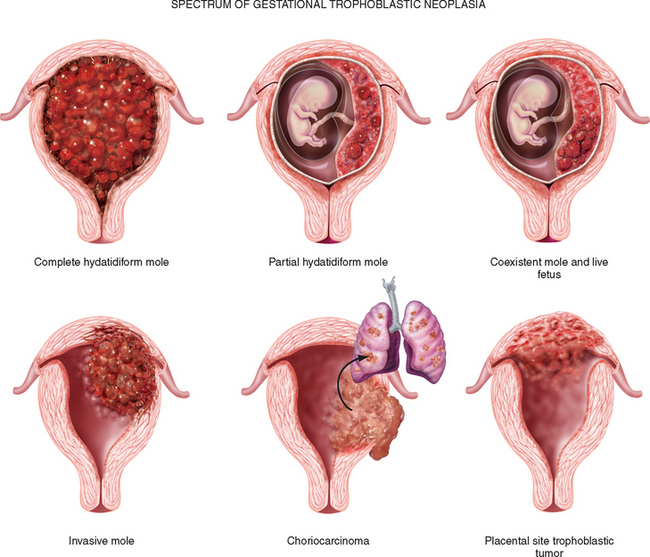 SPECTRUM OF GESTATIONAL TROPHOBLASTIC NEOPLASIA
Complete hydatidiform mole
Partial hydatidiform mole
Coexistent mole and live
fetus
Invasive mole
Choriocarcinoma
Placental site trophoblastic
tumor